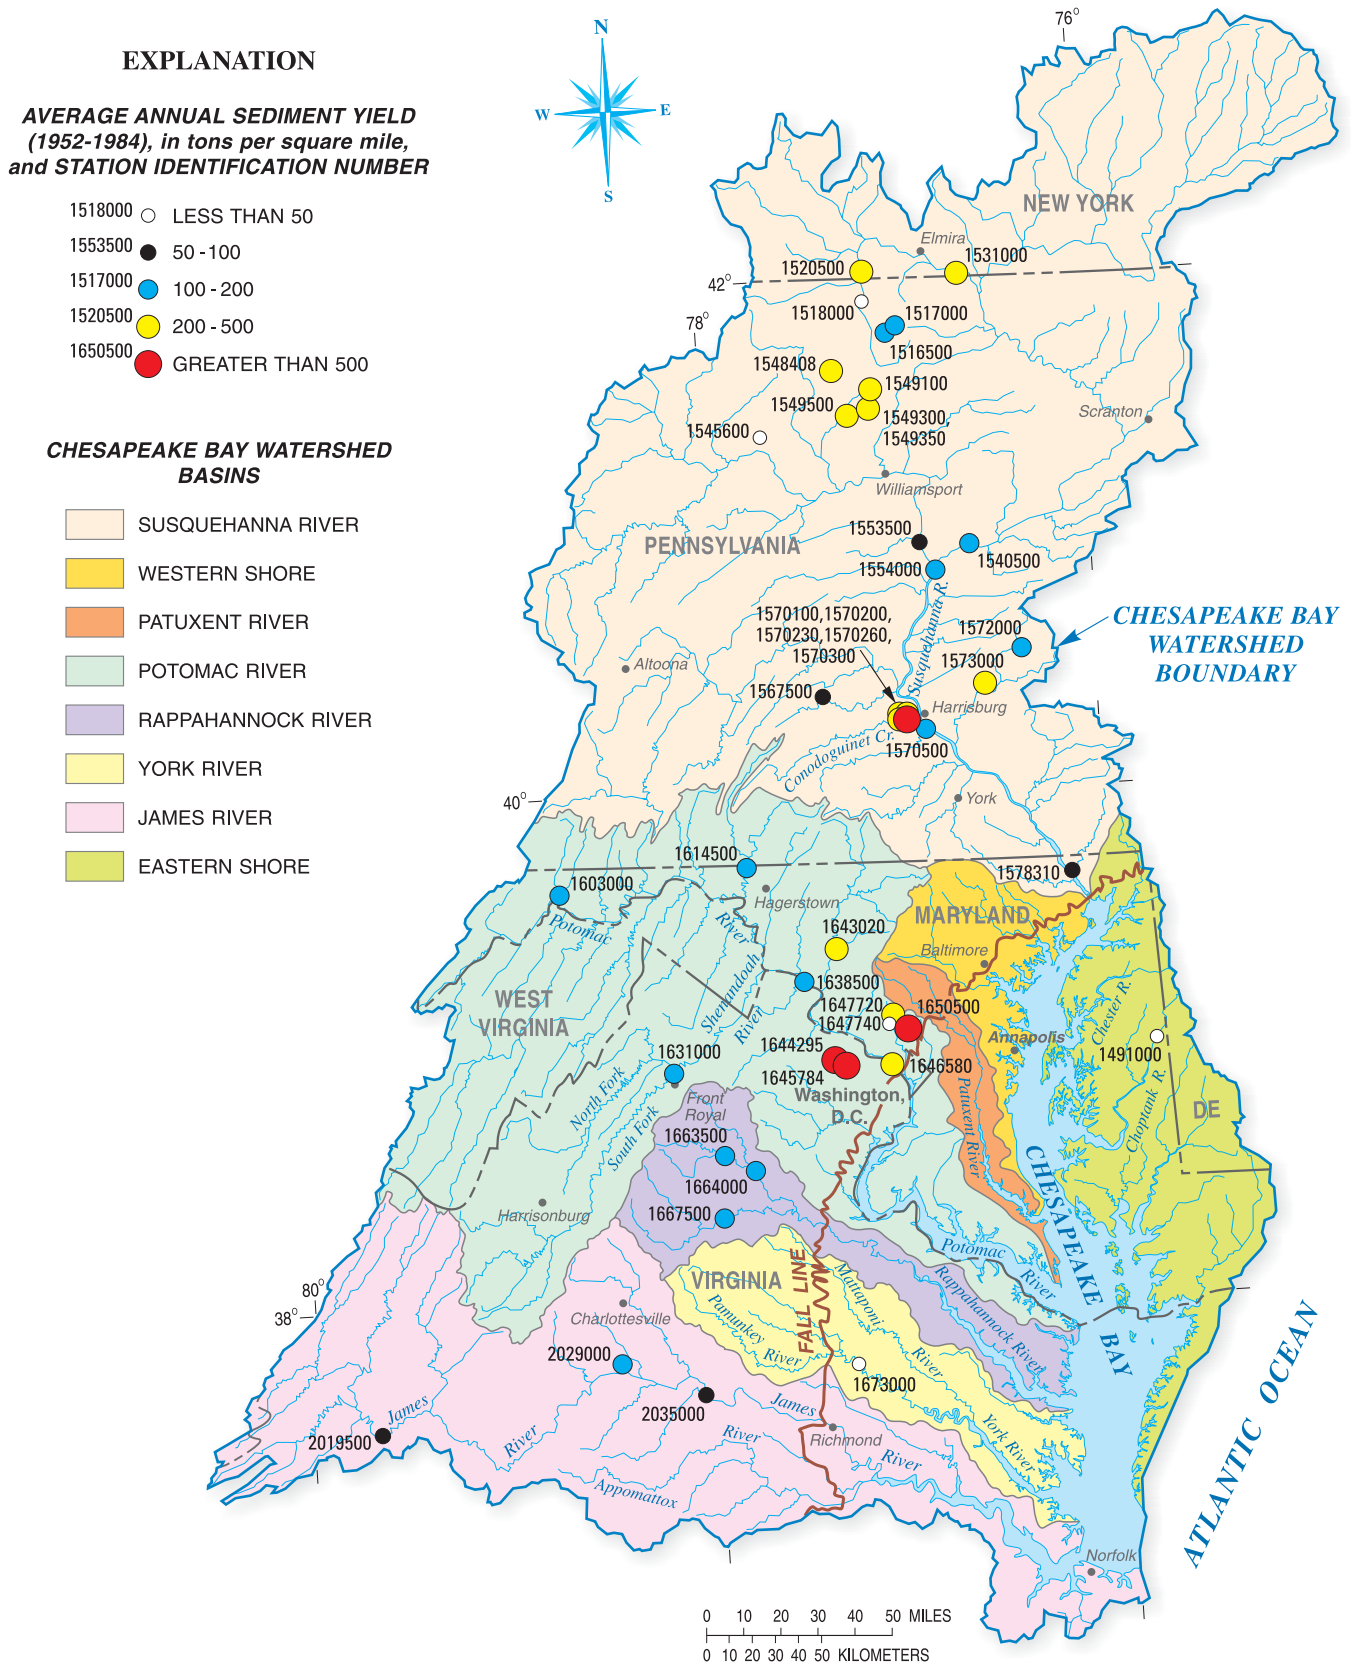 EXPLANATION
AVERAGE ANNUAL SEDIMENT YIELD
(1952-1984), in tons per square mile,
and STATION IDENTIFICATION NUMBER
1518000 LESS THAN 50
1553500 50 - 100
1517000 100 - 200
1520500 200 - 500
1650500 GREATER THAN 500
CHESAPEAKE BAY WATERSHED
BASINS
SUSQUEHANNA RIVER
WESTERN SHORE
PATUXENT RIVER
POTOMAC RIVER
RAPPAHANNOCK RIVER
YORK RIVER
JAMES RIVER
EASTERN SHORE
N
W
E
S
76°
NEW YORK
Elmira
1520500
1531000
42°
1518000
1517000
78°
1516500
1548408
1549100
1549500
1549300,
1549350
Scranton
1545600
Williamsport
1553500
PENNSYLVANIA
1540500
1554000
Susquehanna R.
1570100,1570200,
1570230,1570260,
1570300
1572000
CHESAPEAKE BAY
WATERSHED
BOUNDARY
1573000
Altoona
1567500
Harrisburg
Conodoguinet Cr.
1570500
40°
York
1614500
1578310
1603000
Hagerstown
MARYLAND
Potomac
River
1643020
Baltimore
Shenandoah
River
1638500
WEST
VIRGINIA
1647720
1650500
1647740
Chester R.
Annapolis
1491000
1644295
1631000
1645784
1646580
Washington,
D.C.
North Fork
South Fork
Front
Royal
Patuxent River
Choptank R.
DE
1663500
1664000
1667500
Harrisonburg
CHESAPEAKE
BAY
Potomac
River
VIRGINIA
FALL LINE
Mattaponi
River
Rappahannock River
80°
38°
Charlottesville
Pamunkey
River
2029000
1673000
2035000
James
River
James
River
River
2019500
Richmond
York River
Appomattox
ATLANTIC OCEAN
Norfolk
0 10 20 30 40 50 MILES
0 10 20 30 40 50 KILOMETERS